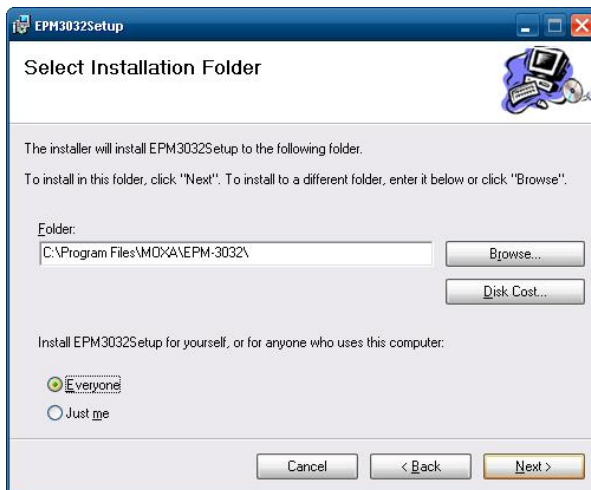 EPM3032Setup
Select Installation Folder
The installer will install EPM3032Setup to the following folder.
To install in this folder, click "Next". To install to a different folder, enter it below or click "Browse".
Folder:
C:\Program Files\MOXA\EPM-3032\
Browse...
Disk Cost...
Install EPM3032Setup for yourself, or for anyone who uses this computer:
Everyone
Just me
Cancel
< Back
Next >